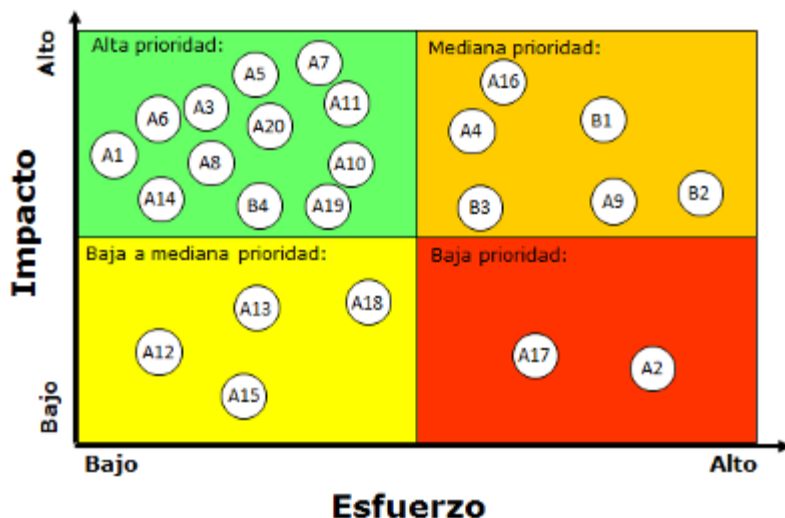 Alto
Impacto
Bajo
Alta prioridad:
A5
A7
A6
A3
A20
A11
A1
A8
A10
A14
B4
A19
Mediana prioridad:
A16
A4
B1
B3
A9
B2
Baja a mediana prioridad:
A13
A18
A12
A15
Baja prioridad:
A17
A2
Bajo
Alto
Esfuerzo